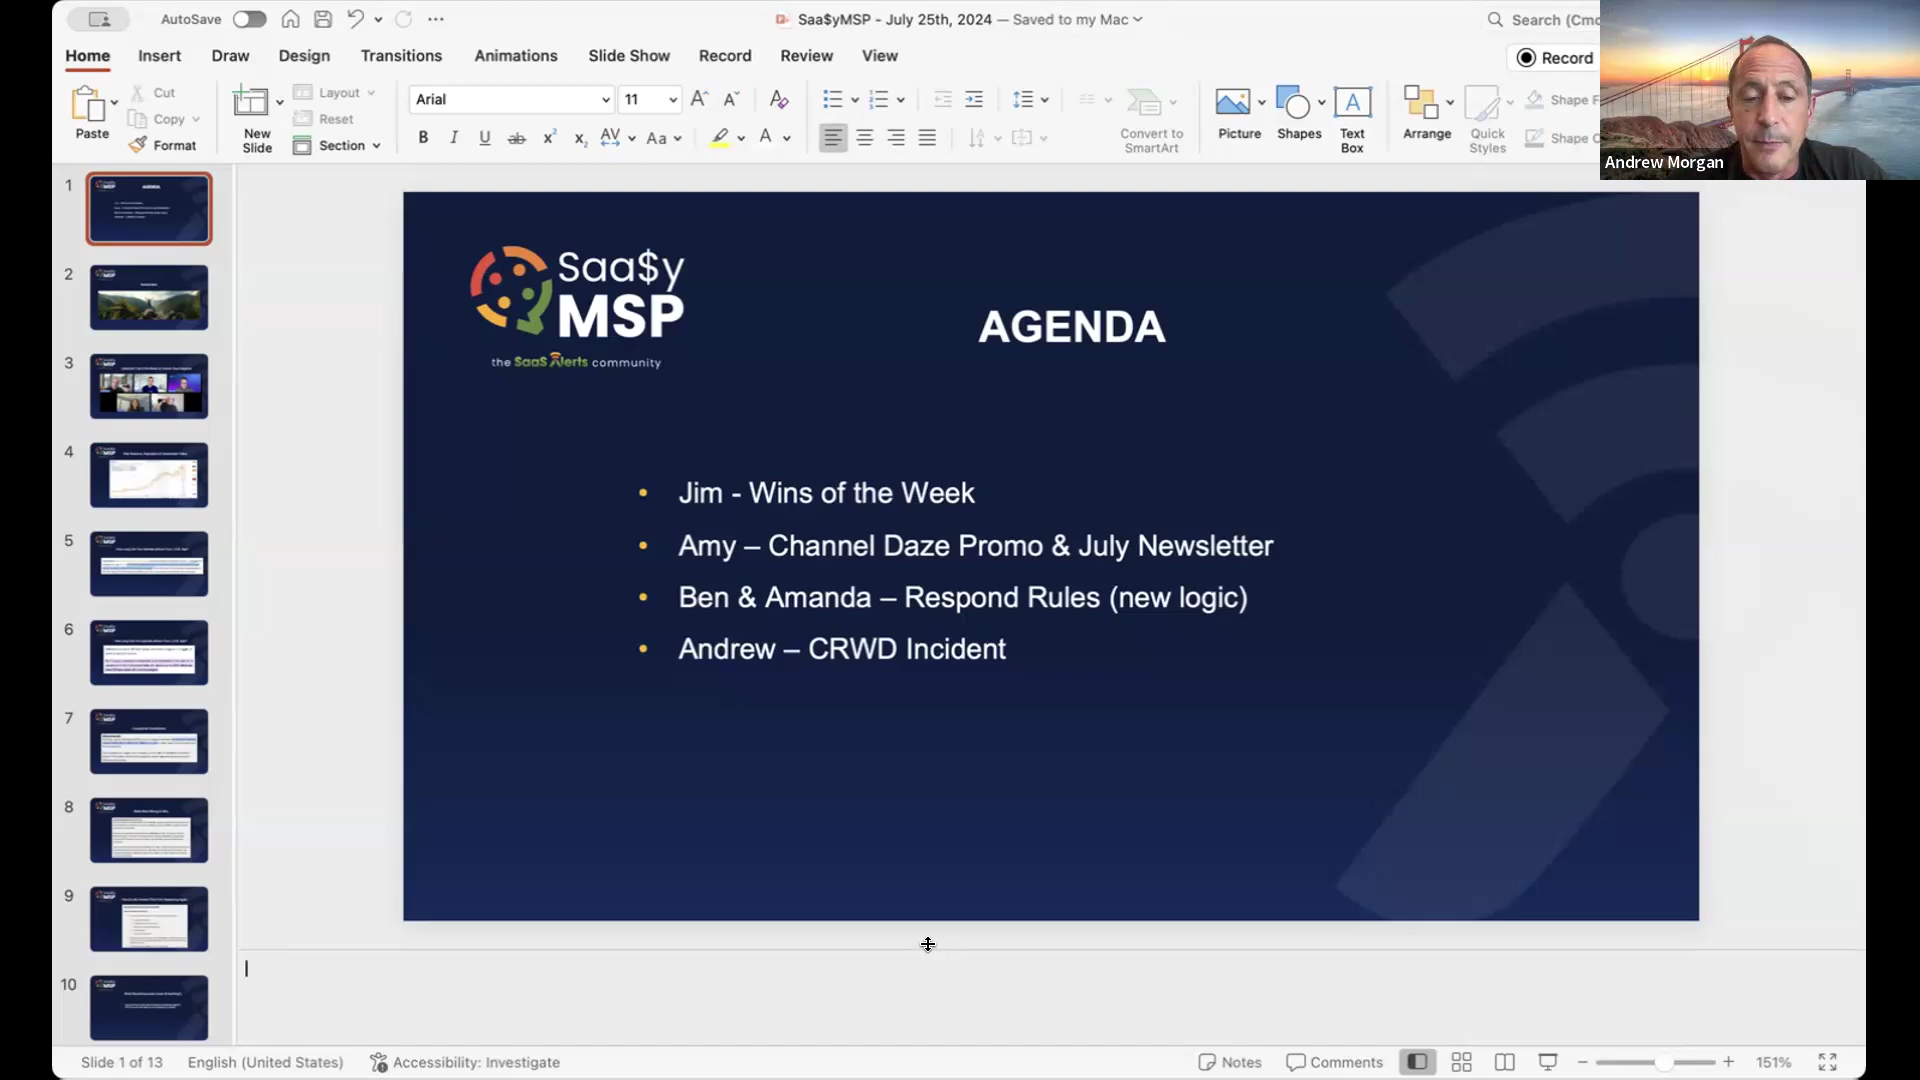 AutoSave
Saa$yMSP - July 25th, 2024 — Saved to my Mac
Search (Cmd
Home Insert Draw Design Transitions Animations Slide Show Record Review View
Record
Paste
Cut
Copy
Format
New
Slide
Layout
Reset
Section
Arial
11
Convert to
SmartArt
Picture
Shapes
Text
Box
Arrange
Quick
Styles
Shape F
Shape O
Andrew Morgan
1
2
3
4
5
6
7
8
9
10
Saa$y
MSP
the SaaS Alerts community
AGENDA
• Jim - Wins of the Week
• Amy – Channel Daze Promo & July Newsletter
• Ben & Amanda – Respond Rules (new logic)
• Andrew – CRWD Incident
Slide 1 of 13 English (United States) Accessibility: Investigate
Notes Comments 151%